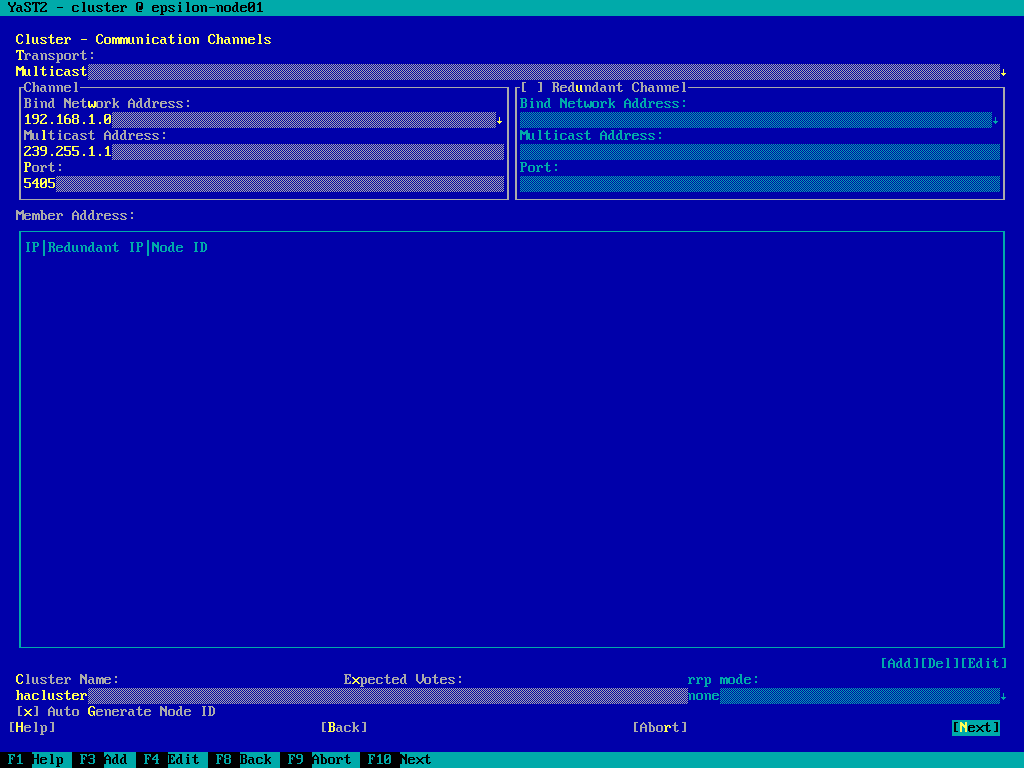 YaST2 - cluster @ epsilon-node01
Cluster - Communication Channels
Transport:
Multicast↓
Channel
Bind Network Address:
192.168.1.0↓
Multicast Address:
239.255.1.1
Port:
5405
[ ] Redundant Channel
Bind Network Address:
↓
Multicast Address:
Port:
Member Address:
IP|Redundant IP|Node ID
[Add][Del][Edit]
Cluster Name: Expected Votes: rrp mode:
hacluster none↓
[x] Auto Generate Node ID
[Help] [Back] [Abort] [Next]
F1 Help F3 Add F4 Edit F8 Back F9 Abort F10 Next